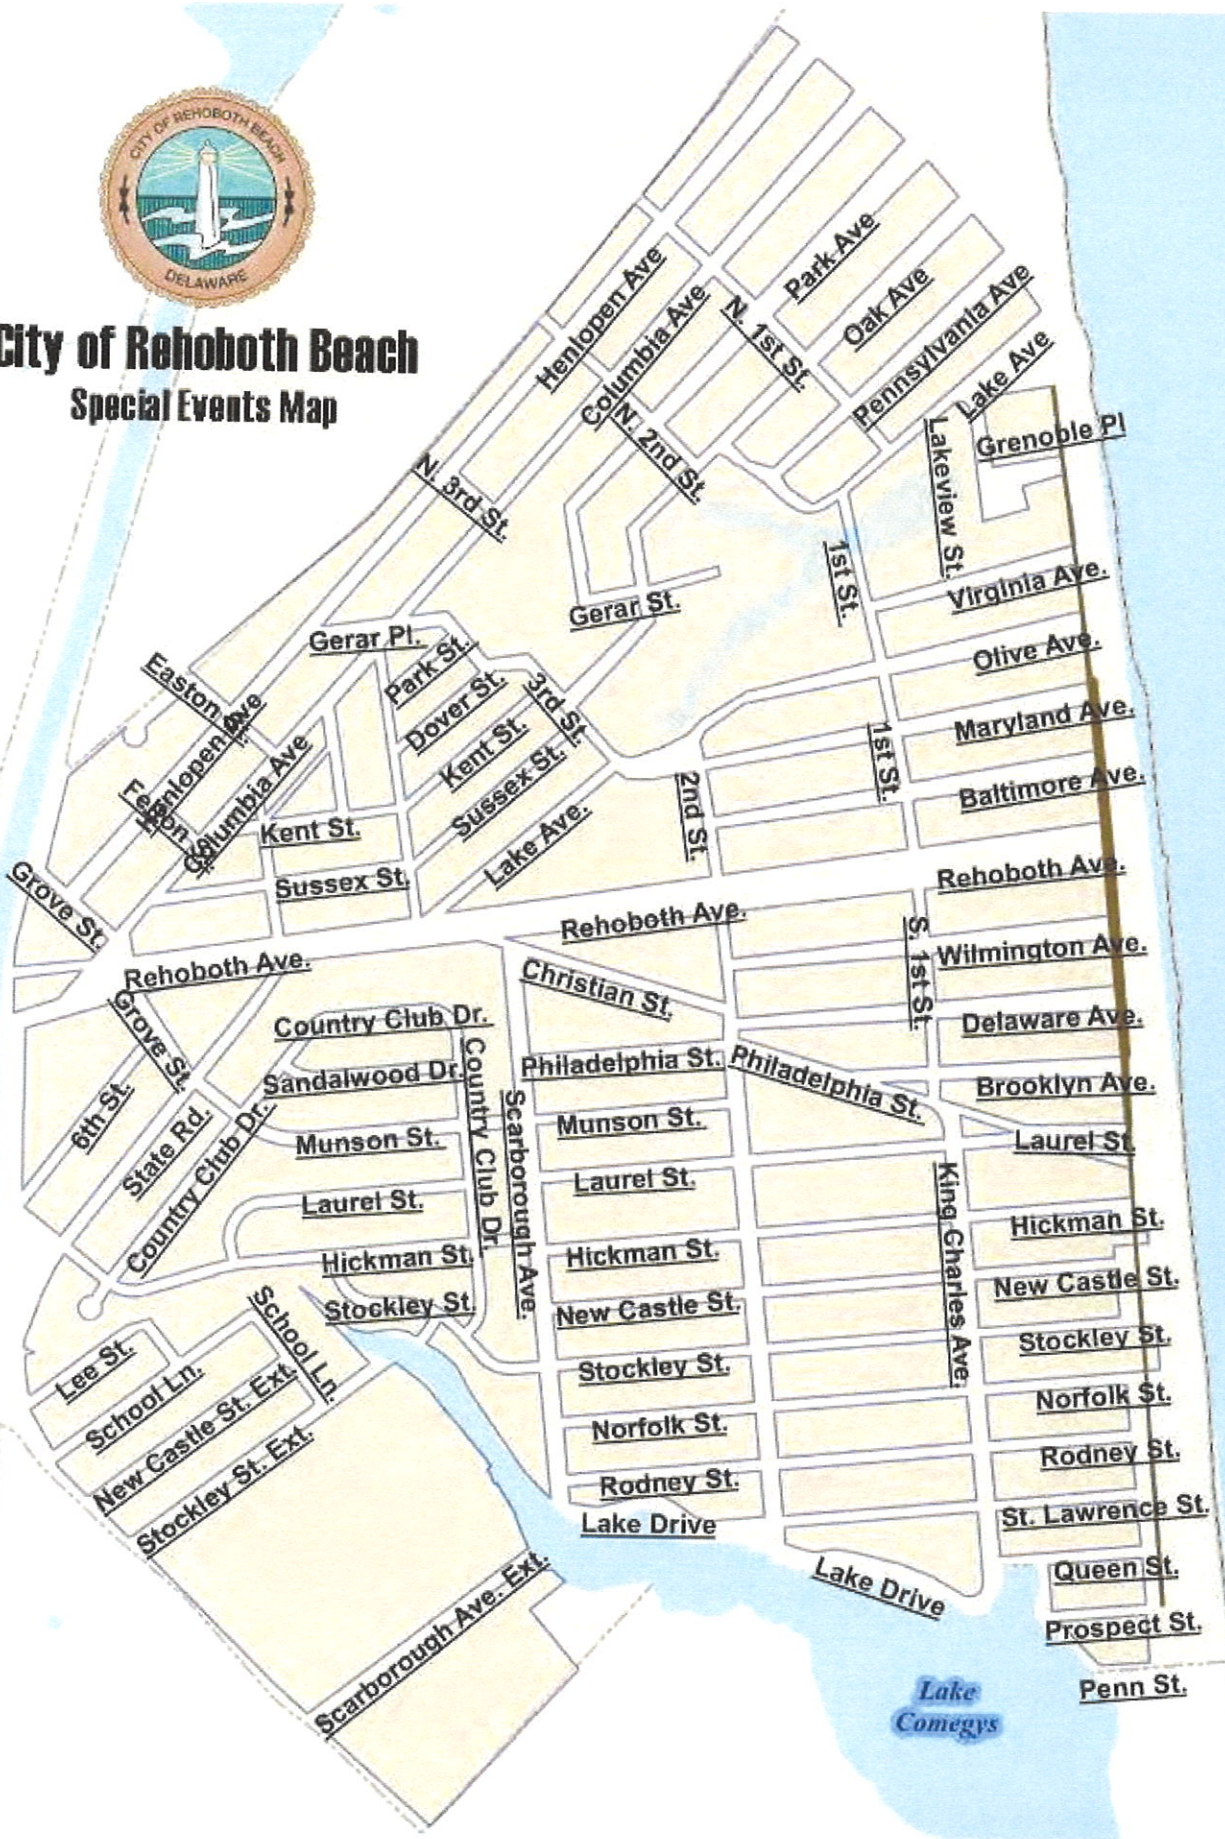 CITY OF REHOBOTH BEACH
DELAWARE
City of Rehoboth Beach
Special Events Map
Henlopen Ave
Columbia Ave
N. 1st St.
Park Ave
Oak Ave
Pennsylvania Ave
Lake Ave
Grenoble Pl
Lakeview St.
N. 2nd St.
N. 3rd St.
1st St.
Virginia Ave.
Gerar St.
Gerar Pl.
Park St.
Olive Ave.
Easton
Henlopen Ave
Dover St.
3rd St.
Kent St.
Sussex St.
Maryland Ave.
1st St.
Columbia Ave
2nd St.
Baltimore Ave.
Kent St.
Lake Ave.
Sussex St.
Grove St.
Rehoboth Ave.
Rehoboth Ave.
S. 1st St.
Wilmington Ave.
Rehoboth Ave.
Christian St.
Grove St.
Country Club Dr.
Delaware Ave.
Philadelphia St.
Philadelphia St.
Sandalwood Dr.
Country Club Dr.
Scarborough Ave.
Brooklyn Ave.
6th St.
State Rd.
Country Club Dr.
Munson St.
Munson St.
Laurel St.
Laurel St.
Laurel St.
King Charles Ave.
Hickman St.
Hickman St.
Hickman St.
New Castle St.
New Castle St.
School Ln.
Stockley St.
Stockley St.
Stockley St.
Lee St.
School Ln.
New Castle St. Ext.
Stockley St. Ext.
Norfolk St.
Norfolk St.
Rodney St.
Rodney St.
Lake Drive
St. Lawrence St.
Lake Drive
Queen St.
Scarborough Ave. Ext.
Prospect St.
Penn St.
Lake
Comegys